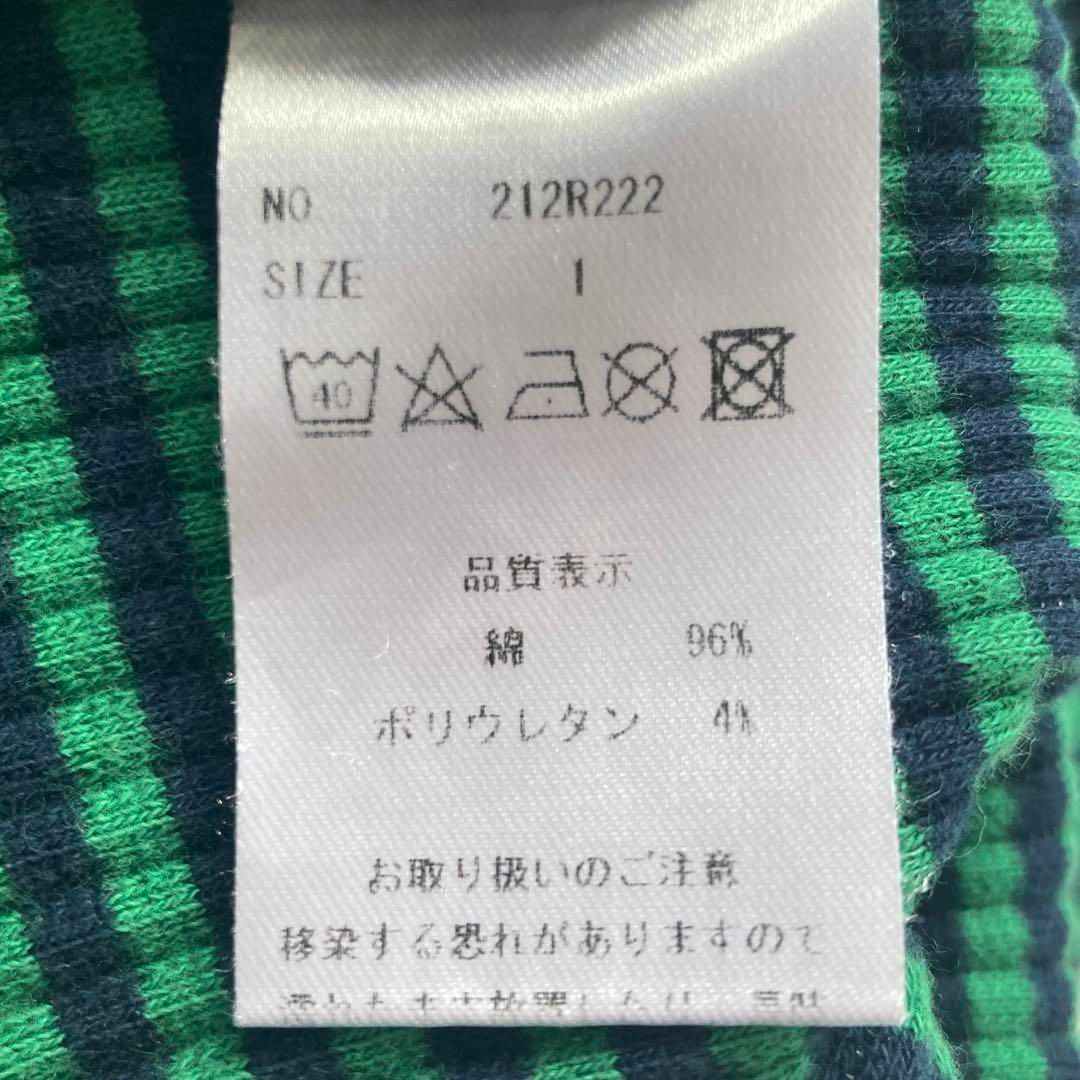 NO. 212R222
SIZE 1
40
品質表示
綿 96%
ポリウレタン 4%
お取り扱いのご注意
移染する恐れがありますので